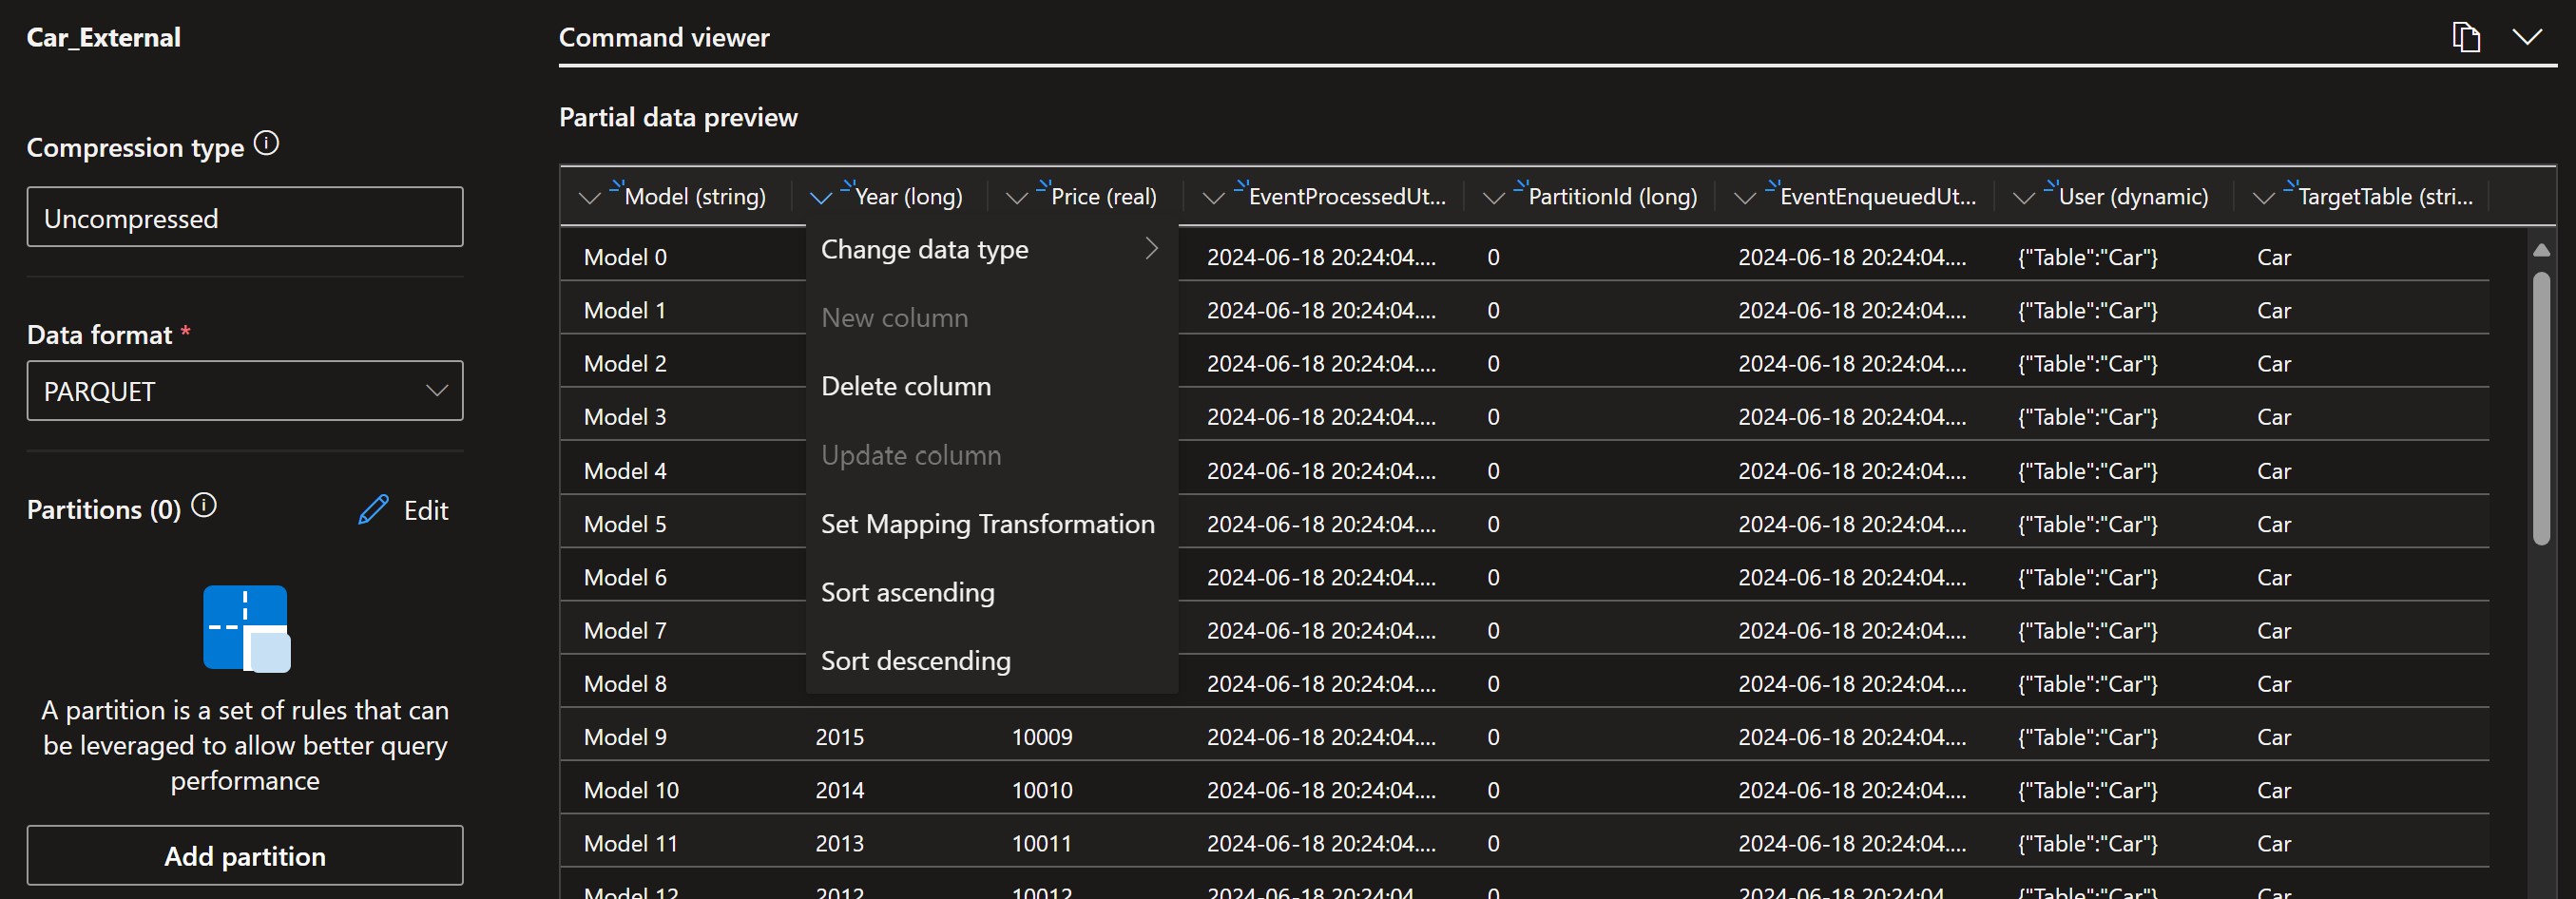 Car_External
Compression type
Uncompressed
Data format *
PARQUET
Partitions (0)
Edit
A partition is a set of rules that can
be leveraged to allow better query
performance
Add partition
Command viewer
Partial data preview
Model (string) Year (long) Price (real) EventProcessedUt... PartitionId (long) EventEnqueuedUt... User (dynamic) TargetTable (stri...
Change data type
New column
Delete column
Update column
Set Mapping Transformation
Sort ascending
Sort descending
Model 0 2024-06-18 20:24:04.... 0 2024-06-18 20:24:04.... {"Table":"Car"} Car
Model 1 2024-06-18 20:24:04.... 0 2024-06-18 20:24:04.... {"Table":"Car"} Car
Model 2 2024-06-18 20:24:04.... 0 2024-06-18 20:24:04.... {"Table":"Car"} Car
Model 3 2024-06-18 20:24:04.... 0 2024-06-18 20:24:04.... {"Table":"Car"} Car
Model 4 2024-06-18 20:24:04.... 0 2024-06-18 20:24:04.... {"Table":"Car"} Car
Model 5 2024-06-18 20:24:04.... 0 2024-06-18 20:24:04.... {"Table":"Car"} Car
Model 6 2024-06-18 20:24:04.... 0 2024-06-18 20:24:04.... {"Table":"Car"} Car
Model 7 2024-06-18 20:24:04.... 0 2024-06-18 20:24:04.... {"Table":"Car"} Car
Model 8 2024-06-18 20:24:04.... 0 2024-06-18 20:24:04.... {"Table":"Car"} Car
Model 9 2015 10009 2024-06-18 20:24:04.... 0 2024-06-18 20:24:04.... {"Table":"Car"} Car
Model 10 2014 10010 2024-06-18 20:24:04.... 0 2024-06-18 20:24:04.... {"Table":"Car"} Car
Model 11 2013 10011 2024-06-18 20:24:04.... 0 2024-06-18 20:24:04.... {"Table":"Car"} Car
Model 12 2012 10012 2024-06-18 20:24:04 0 2024-06-18 20:24:04 {"Table":"Car"} Car